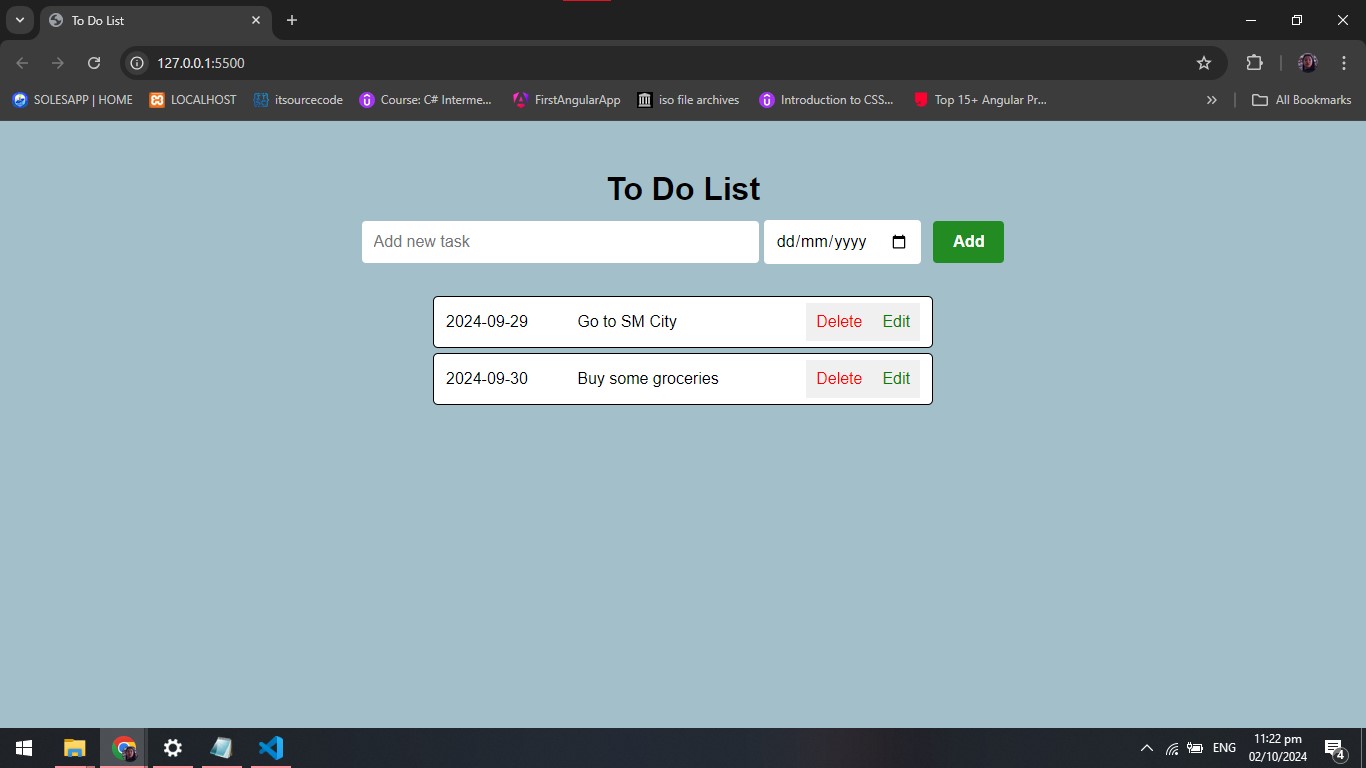 To Do List
127.0.0.1:5500
SOLESAPP | HOME LOCALHOST itsourcecode Course: C# Interme... FirstAngularApp iso file archives Introduction to CSS... Top 15+ Angular Pr... All Bookmarks
To Do List
Add new task dd/mm/yyyy Add
2024-09-29 Go to SM City Delete Edit
2024-09-30 Buy some groceries Delete Edit
ENG 11:22 pm
02/10/2024 4